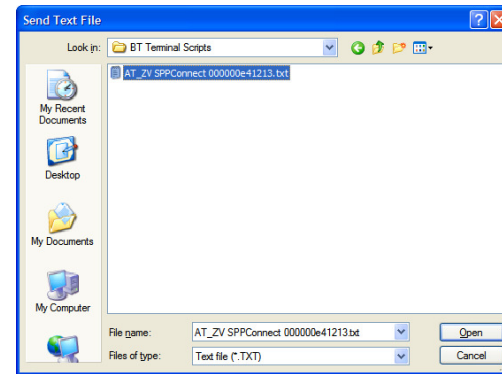 Send Text File
Look in: BT Terminal Scripts
AT_ZV SPPConnect 000000e41213.txt
My Recent
Documents
Desktop
My Documents
My Computer
File name: AT_ZV SPPConnect 000000e41213.txt Open
Files of type: Text file (*.TXT) Cancel